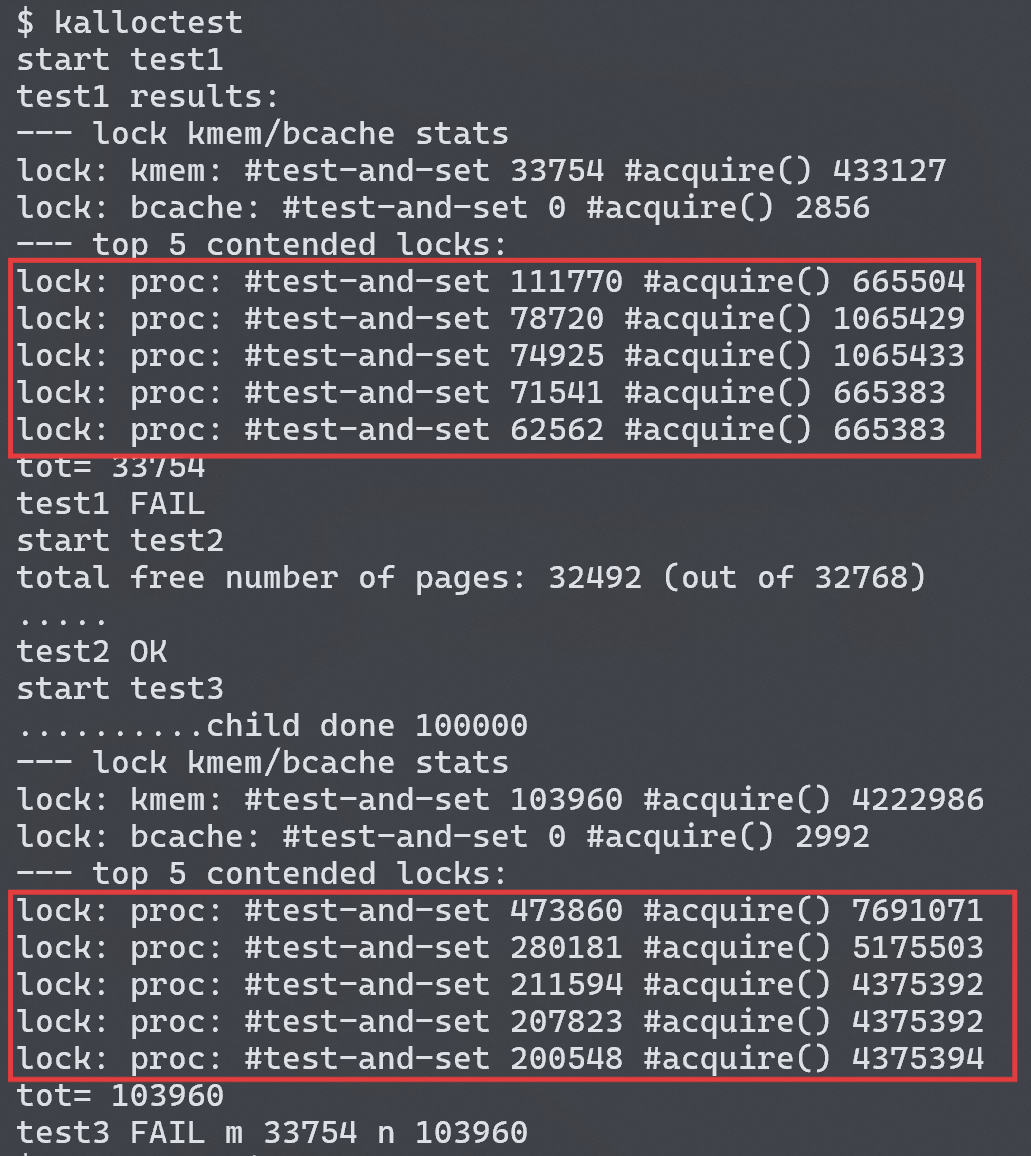 $ kalloctest
start test1
test1 results:
--- lock kmem/bcache stats
lock: kmem: #test-and-set 33754 #acquire() 433127
lock: bcache: #test-and-set 0 #acquire() 2856
--- top 5 contended locks:
lock: proc: #test-and-set 111770 #acquire() 665504
lock: proc: #test-and-set 78720 #acquire() 1065429
lock: proc: #test-and-set 74925 #acquire() 1065433
lock: proc: #test-and-set 71541 #acquire() 665383
lock: proc: #test-and-set 62562 #acquire() 665383
tot= 33754
test1 FAIL
start test2
total free number of pages: 32492 (out of 32768)
.....
test2 OK
start test3
..........child done 100000
--- lock kmem/bcache stats
lock: kmem: #test-and-set 103960 #acquire() 4222986
lock: bcache: #test-and-set 0 #acquire() 2992
--- top 5 contended locks:
lock: proc: #test-and-set 473860 #acquire() 7691071
lock: proc: #test-and-set 280181 #acquire() 5175503
lock: proc: #test-and-set 211594 #acquire() 4375392
lock: proc: #test-and-set 207823 #acquire() 4375392
lock: proc: #test-and-set 200548 #acquire() 4375394
tot= 103960
test3 FAIL m 33754 n 103960